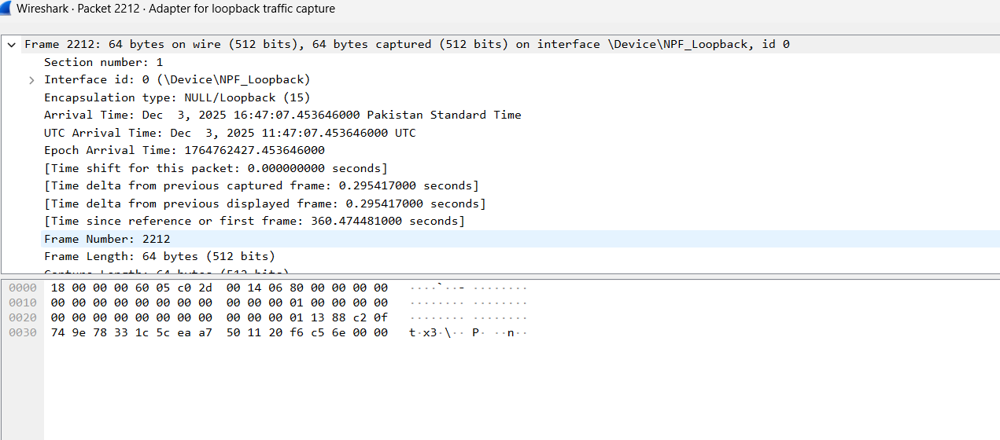 Wireshark · Packet 2212 · Adapter for loopback traffic capture
Frame 2212: 64 bytes on wire (512 bits), 64 bytes captured (512 bits) on interface \Device\NPF_Loopback, id 0
Section number: 1
Interface id: 0 (\Device\NPF_Loopback)
Encapsulation type: NULL/Loopback (15)
Arrival Time: Dec  3, 2025 16:47:07.453646000 Pakistan Standard Time
UTC Arrival Time: Dec  3, 2025 11:47:07.453646000 UTC
Epoch Arrival Time: 1764762427.453646000
[Time shift for this packet: 0.000000000 seconds]
[Time delta from previous captured frame: 0.295417000 seconds]
[Time delta from previous displayed frame: 0.295417000 seconds]
[Time since reference or first frame: 360.474481000 seconds]
Frame Number: 2212
Frame Length: 64 bytes (512 bits)
Capture Length: 64 bytes (512 bits)
0000 18 00 00 00 60 05 c0 2d 00 14 06 80 00 00 00 00 ····`··- ········
0010 00 00 00 00 00 00 00 00 00 00 00 01 00 00 00 00 ········ ········
0020 00 00 00 00 00 00 00 00 00 00 00 01 13 88 c2 0f ········ ········
0030 74 9e 78 33 1c 5c ea a7 50 11 20 f6 c5 6e 00 00 t·x3·\·· P· ··n··